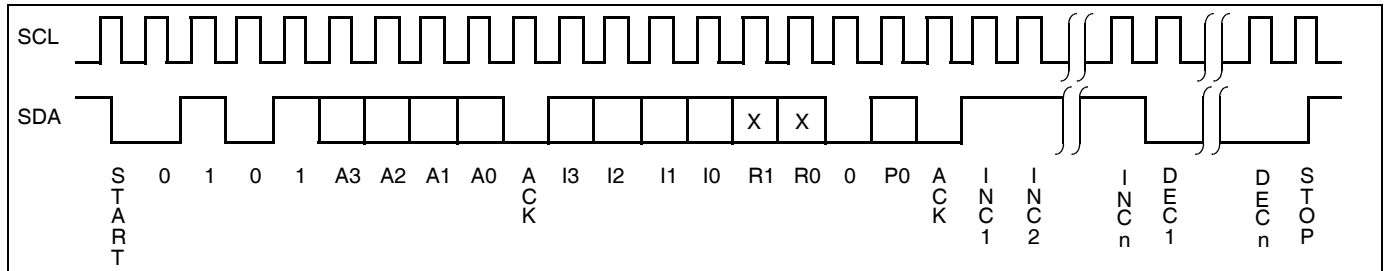 SCL
SDA
X X
START 0 1 0 1 A3 A2 A1 A0 ACK I3 I2 I1 I0 R1 R0 0 P0 ACK INC1 INC2 INCn DEC1 DECn STOP